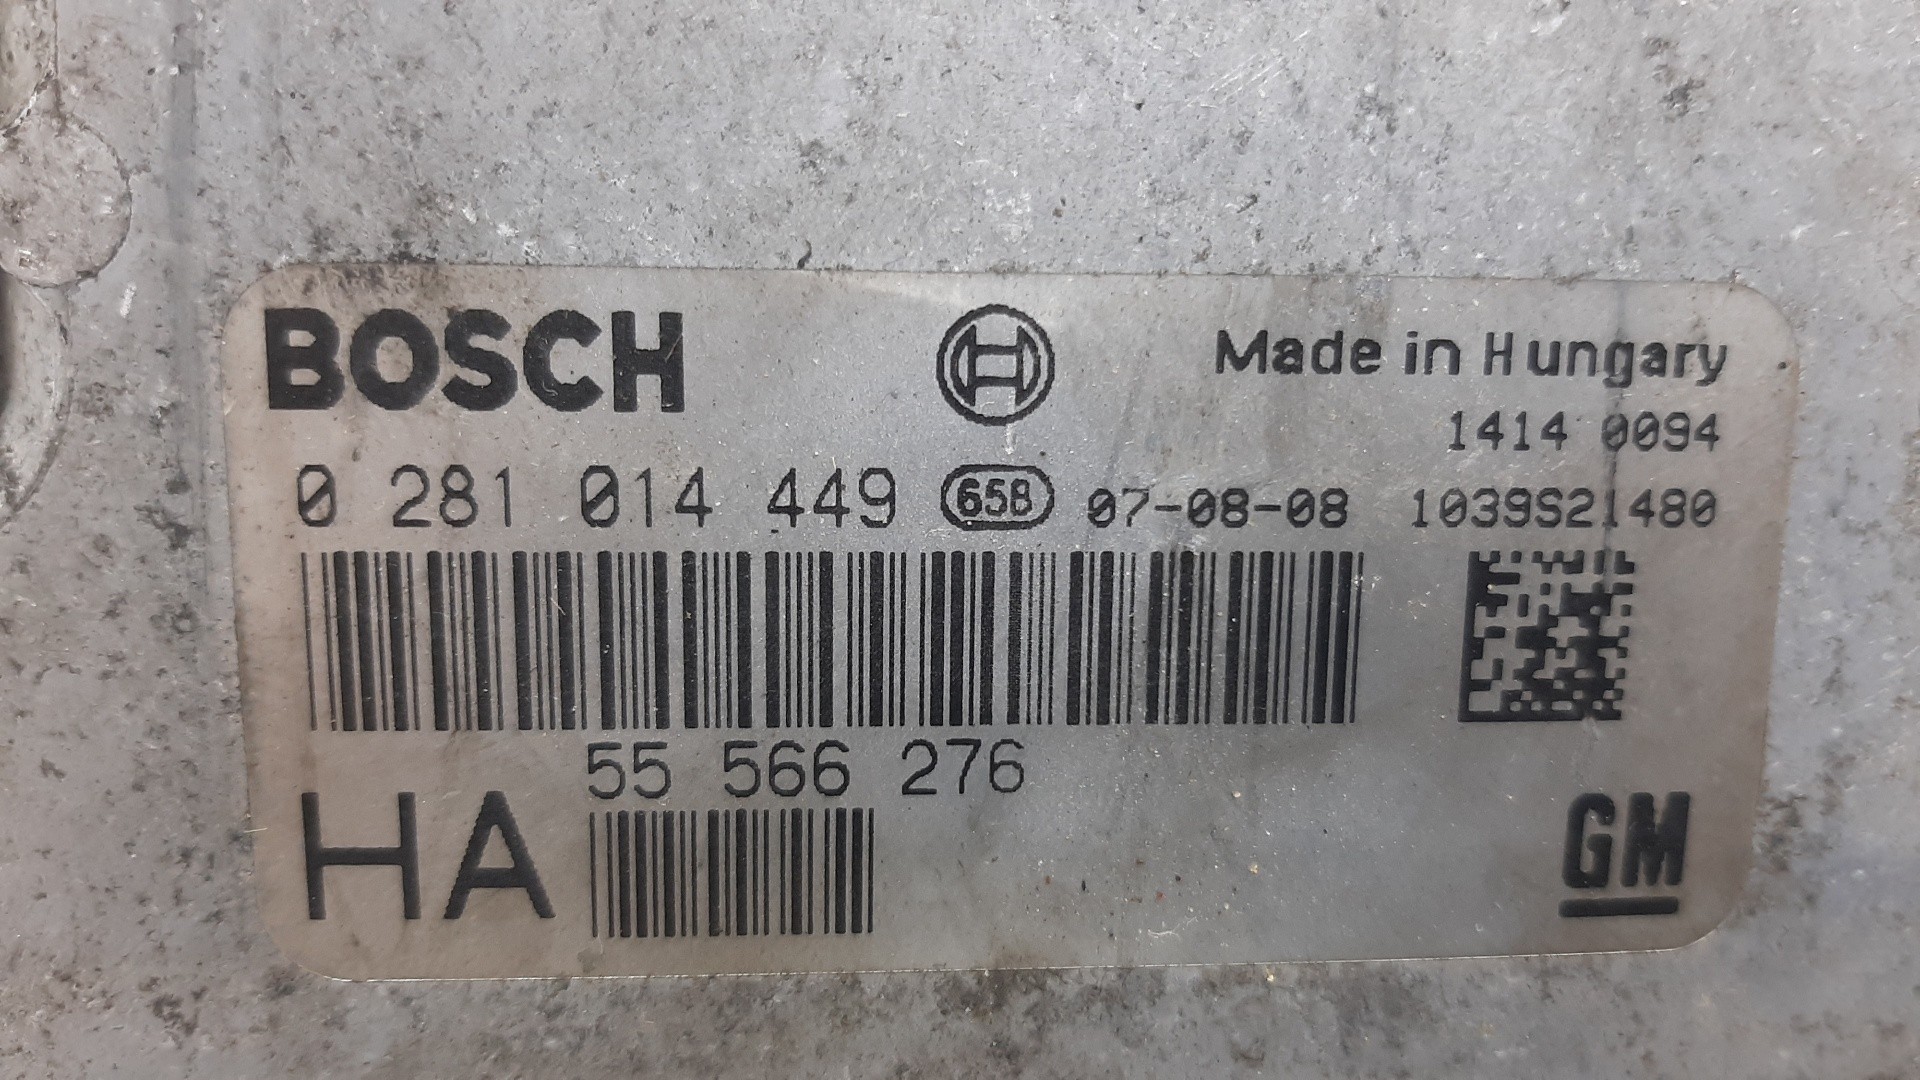 BOSCH Made in Hungary
1414 0094
0 281 014 449 658 07-08-08 1039S21480
55 566 276
HA
GM